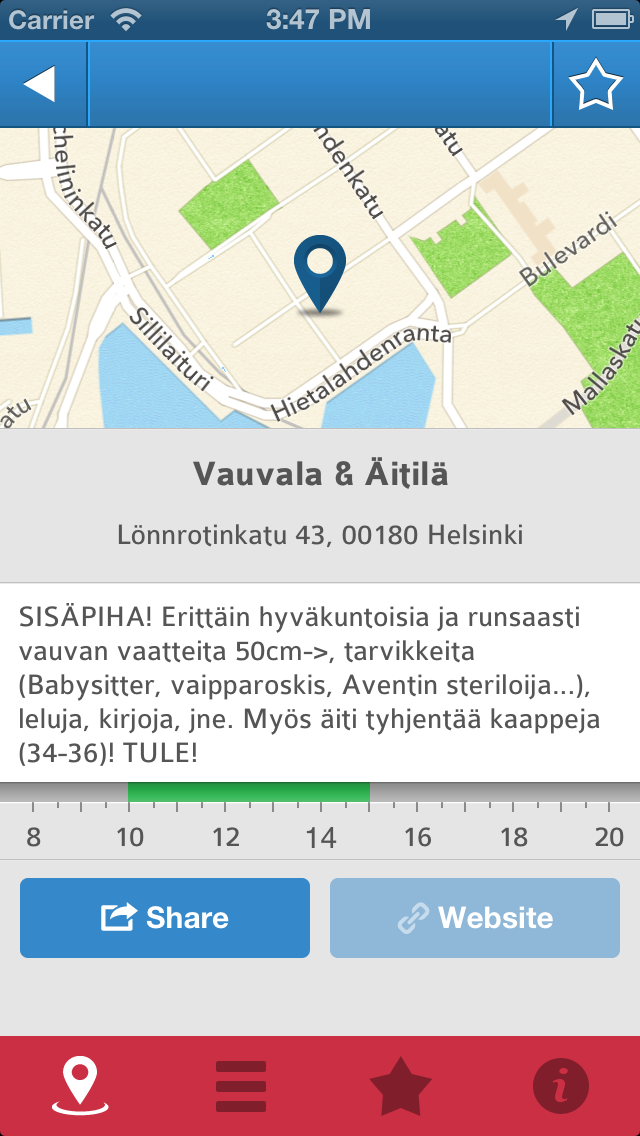 Carrier 3:47 PM
chelininkatu
hdenkatu
atu
Bulevardi
Sillilaituri
Hietalahdenranta
Mallaskatu
atu
Vauvala & Äitilä
Lönnrotinkatu 43, 00180 Helsinki
SISÄPIHA! Erittäin hyväkuntoisia ja runsaasti
vauvan vaatteita 50cm->, tarvikkeita
(Babysitter, vaipparoskis, Aventin steriloija...),
leluja, kirjoja, jne. Myös äiti tyhjentää kaappeja
(34-36)! TULE!
8 10 12 14 16 18 20
Share Website